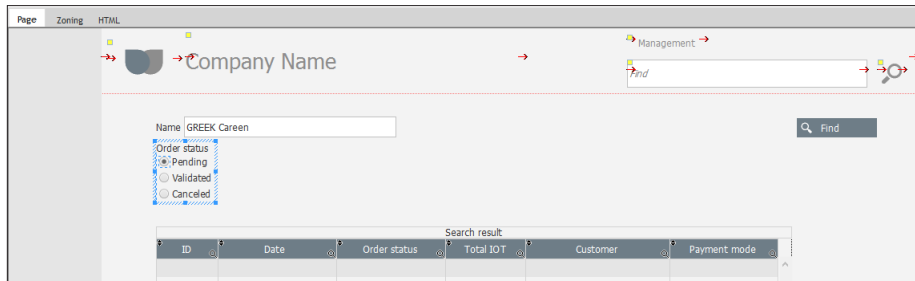 Page Zoning HTML
Management
Company Name
Find
Name GREEK Careen
Find
Order status
Pending
Validated
Canceled
Search result
ID Date Order status Total IOT Customer Payment mode